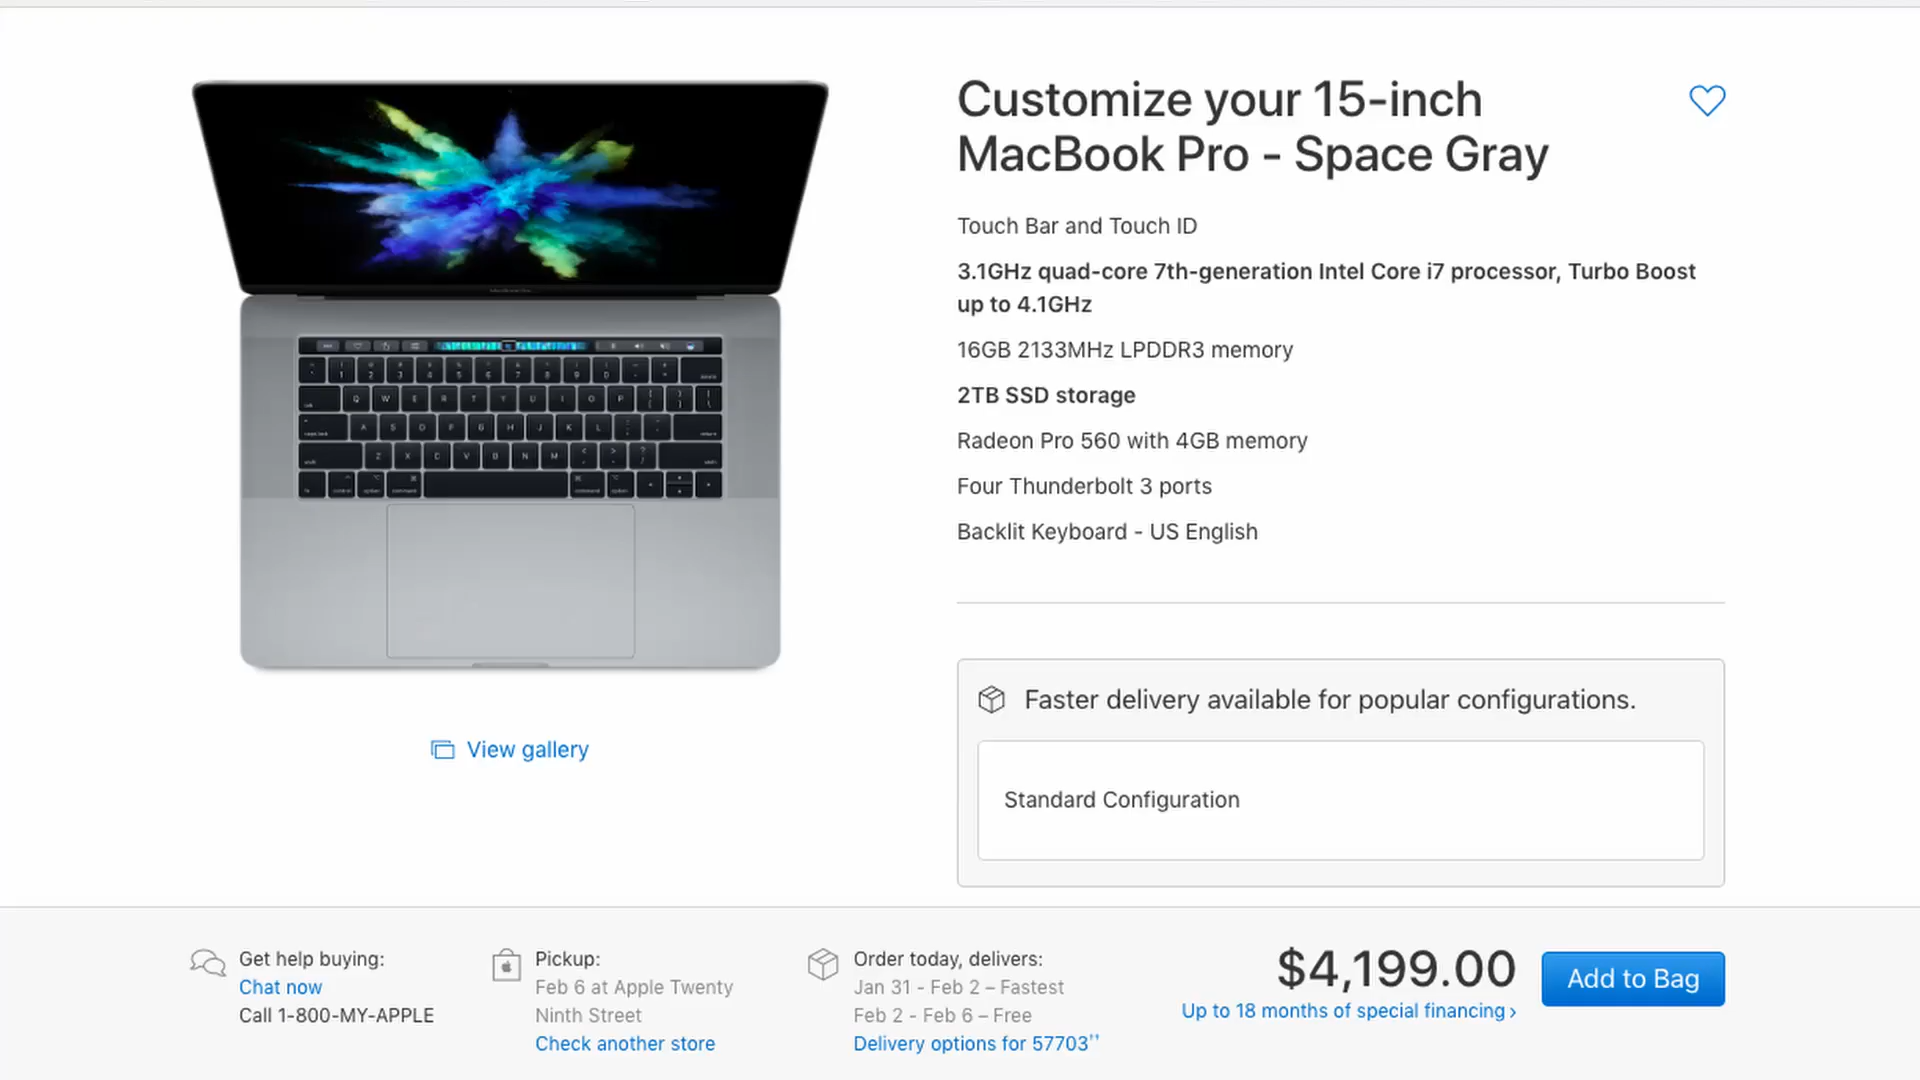 Customize your 15-inch
MacBook Pro - Space Gray
Touch Bar and Touch ID
3.1GHz quad-core 7th-generation Intel Core i7 processor, Turbo Boost
up to 4.1GHz
16GB 2133MHz LPDDR3 memory
2TB SSD storage
Radeon Pro 560 with 4GB memory
Four Thunderbolt 3 ports
Backlit Keyboard - US English
View gallery
Faster delivery available for popular configurations.
Standard Configuration
Get help buying:
Chat now
Call 1-800-MY-APPLE
Pickup:
Feb 6 at Apple Twenty
Ninth Street
Check another store
Order today, delivers:
Jan 31 - Feb 2 – Fastest
Feb 2 - Feb 6 – Free
Delivery options for 57703††
$4,199.00
Up to 18 months of special financing ›
Add to Bag